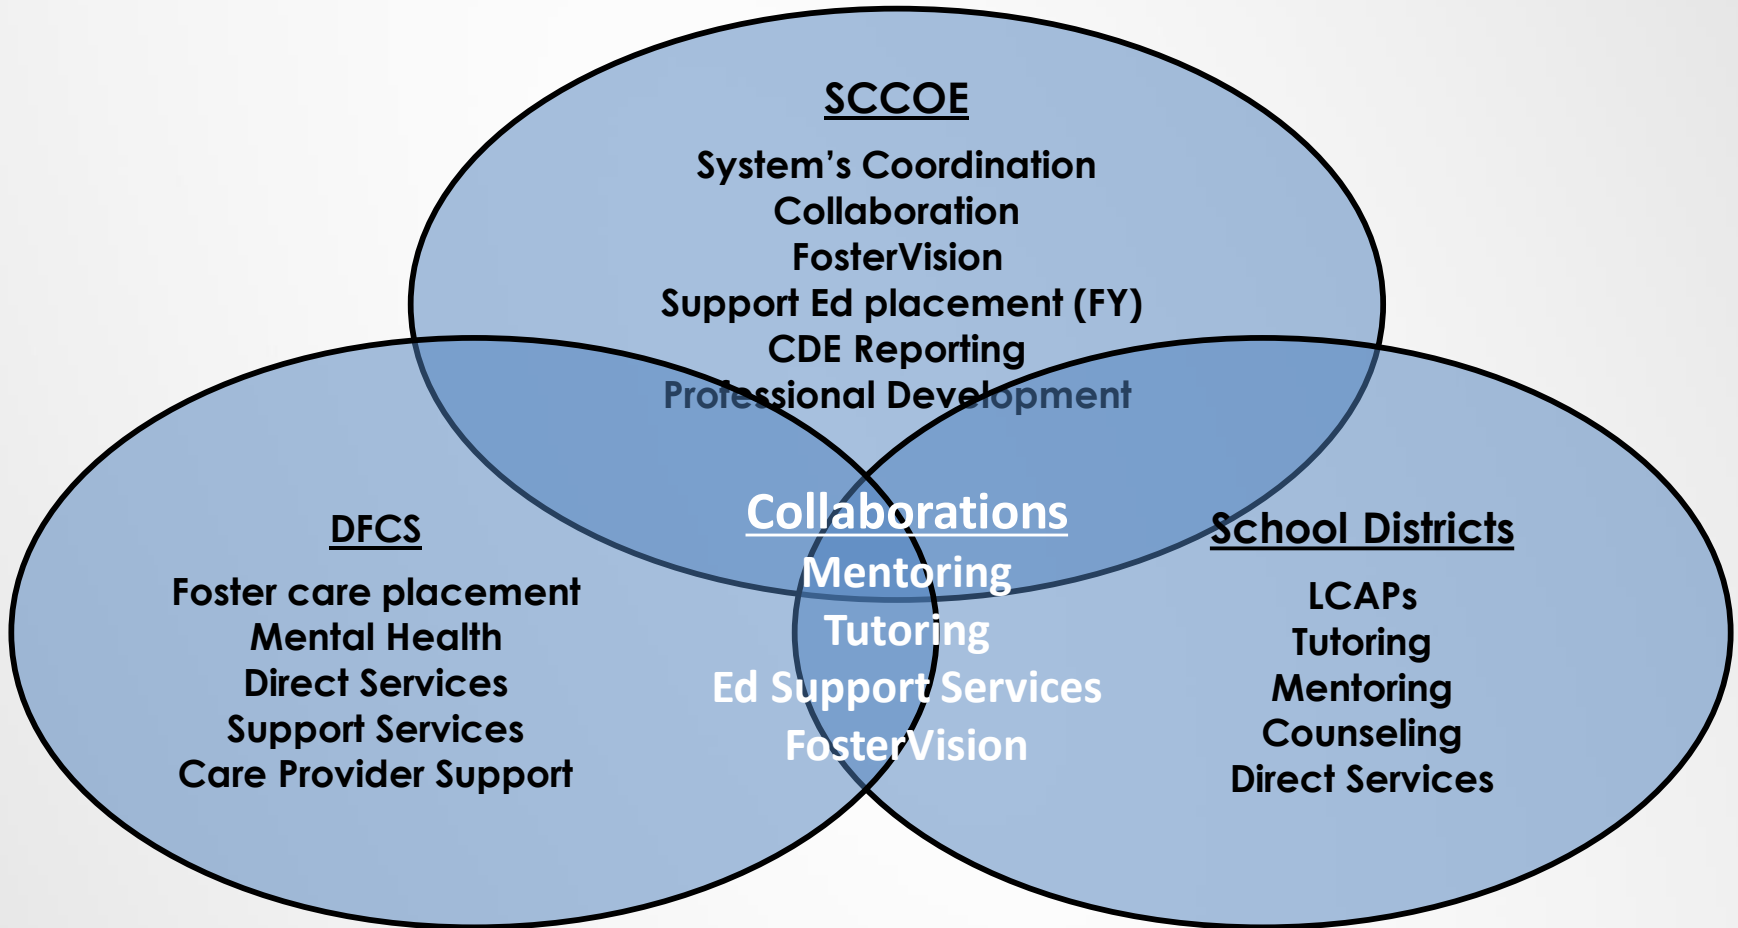 SCCOE
System’s Coordination
Collaboration
FosterVision
Support Ed placement (FY)
CDE Reporting
Professional Development
DFCS
Foster care placement
Mental Health
Direct Services
Support Services
Care Provider Support
Collaborations
Mentoring
Tutoring
Ed Support Services
FosterVision
School Districts
LCAPs
Tutoring
Mentoring
Counseling
Direct Services